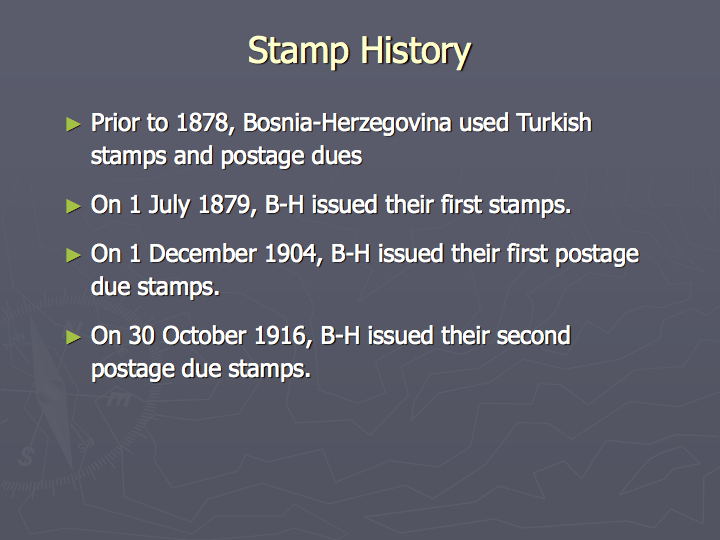 Stamp History
► Prior to 1878, Bosnia-Herzegovina used Turkish
stamps and postage dues
► On 1 July 1879, B-H issued their first stamps.
► On 1 December 1904, B-H issued their first postage
due stamps.
► On 30 October 1916, B-H issued their second
postage due stamps.
S
m